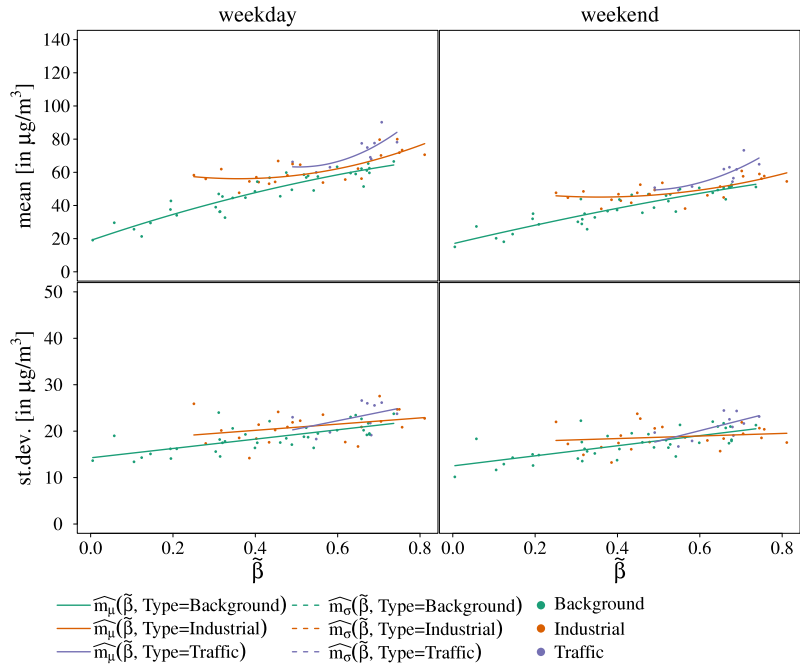 weekday weekend
mean [in μg/m³]
140
120
100
80
60
40
20
0
st.dev. [in μg/m³]
50
40
30
20
10
0
0.0 0.2 0.4 0.6 0.8 0.0 0.2 0.4 0.6 0.8
β̃ β̃
m̂μ(β̃, Type=Background) m̂σ(β̃, Type=Background) Background
m̂μ(β̃, Type=Industrial) m̂σ(β̃, Type=Industrial) Industrial
m̂μ(β̃, Type=Traffic) m̂σ(β̃, Type=Traffic) Traffic